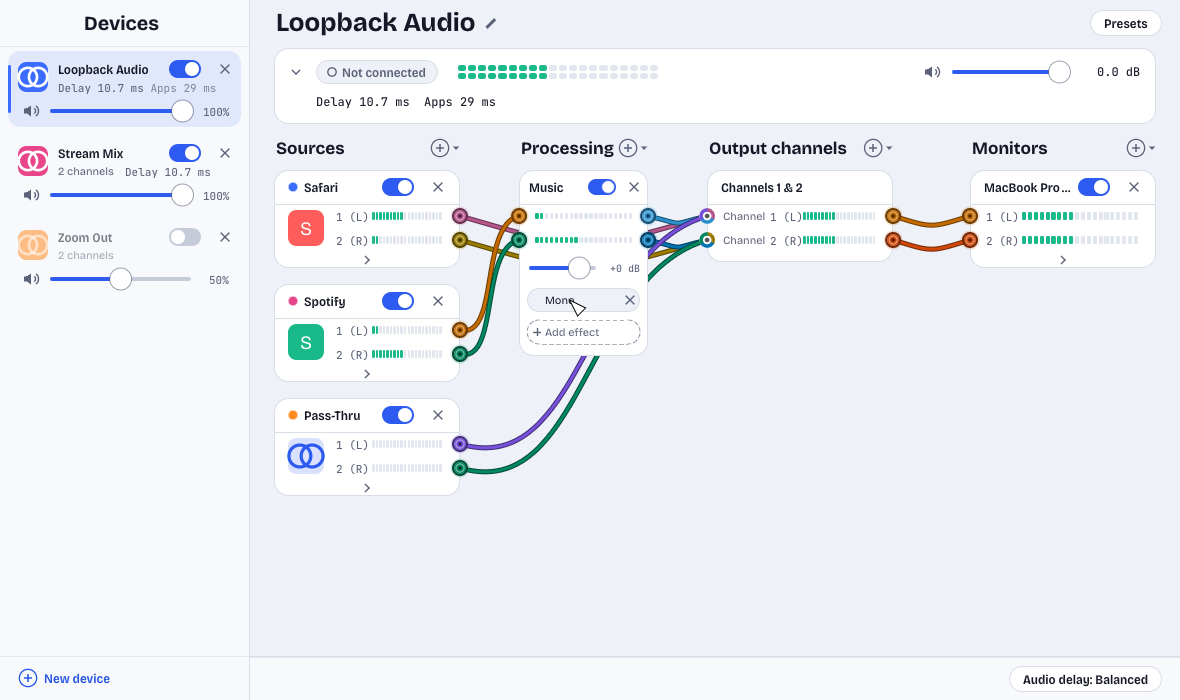 Devices
Loopback Audio
Delay 10.7 ms Apps 29 ms
100%
Stream Mix
2 channels Delay 10.7 ms
100%
Zoom Out
2 channels
50%
New device
Loopback Audio
Presets
Not connected
0.0 dB
Delay 10.7 ms Apps 29 ms
Sources
Processing
Output channels
Monitors
Safari
S
1 (L)
2 (R)
Spotify
S
1 (L)
2 (R)
Pass-Thru
1 (L)
2 (R)
Music
+0 dB
Mono
+ Add effect
Channels 1 & 2
Channel 1 (L)
Channel 2 (R)
MacBook Pro...
1 (L)
2 (R)
Audio delay: Balanced